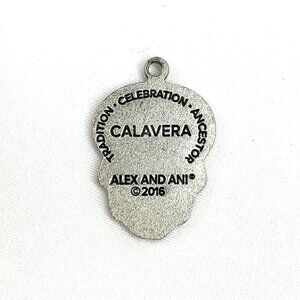 TRADITION · CELEBRATION · ANCESTOR
CALAVERA
ALEX AND ANI®
©2016